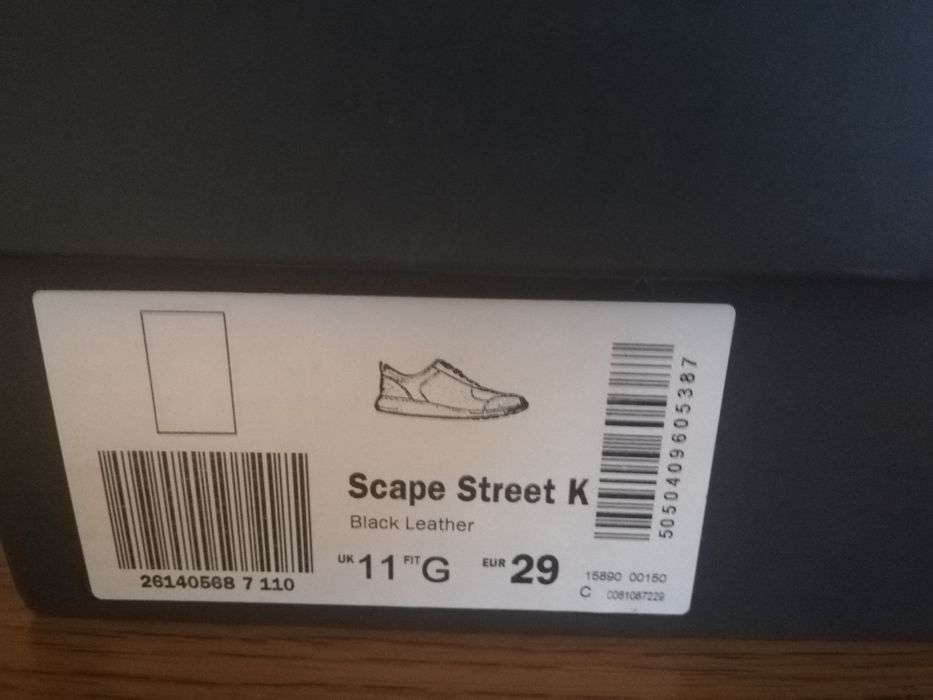 Scape Street K
Black Leather
UK 11 FIT G EUR 29
26140568 7 110
5050409605387
15890 00150
C 0081087229